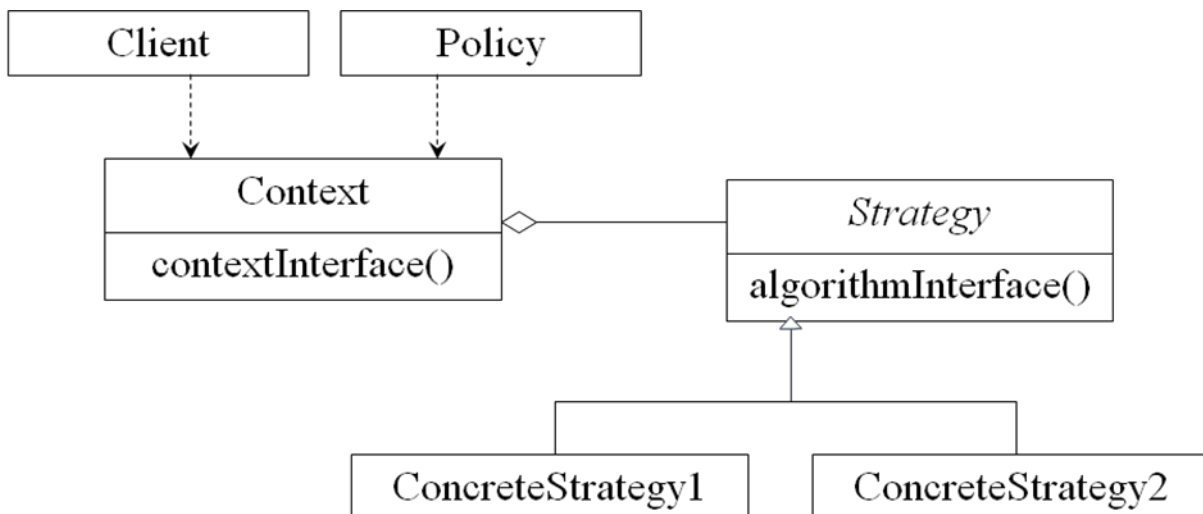 Client
Policy
Context
contextInterface()
Strategy
algorithmInterface()
ConcreteStrategy1
ConcreteStrategy2